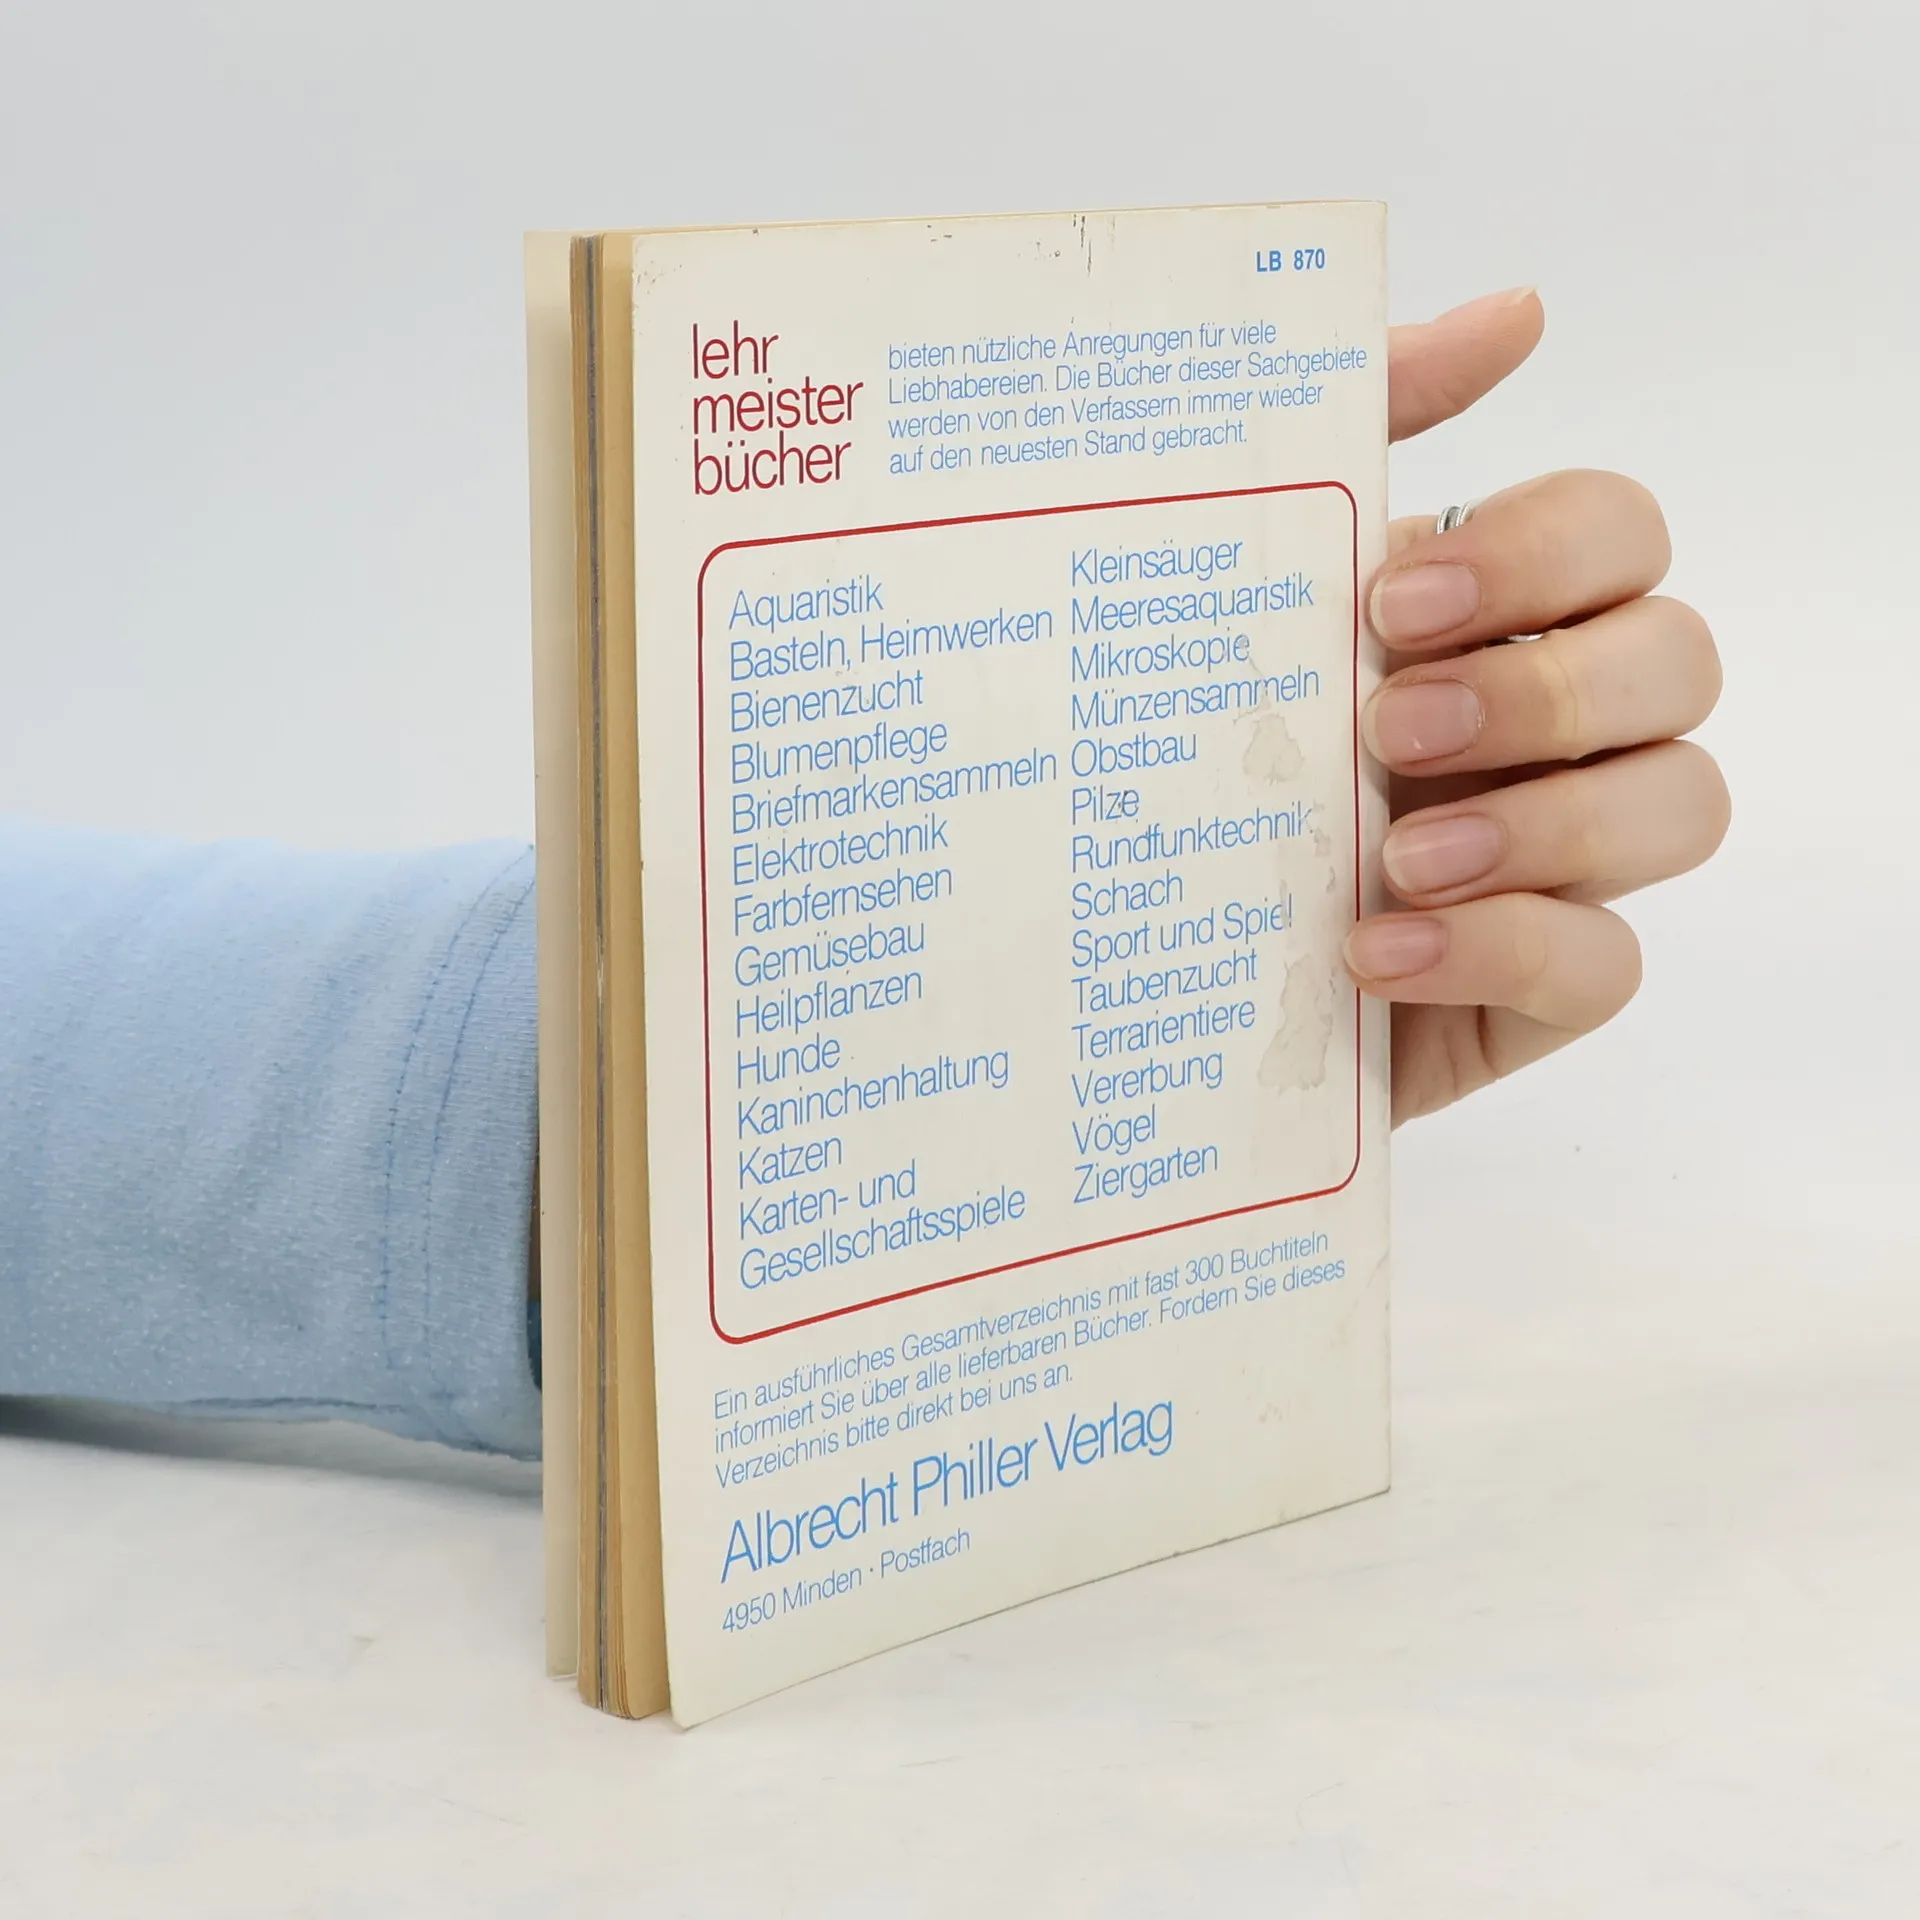 LB 870
lehr
meister
bücher
bieten nützliche Anregungen für viele
Liebhabereien. Die Bücher dieser Sachgebiete
werden von den Verfassern immer wieder
auf den neuesten Stand gebracht.
Aquaristik
Basteln, Heimwerken
Bienenzucht
Blumenpflege
Briefmarkensammeln
Elektrotechnik
Farbfernsehen
Gemüsebau
Heilpflanzen
Hunde
Kaninchenhaltung
Katzen
Karten- und
Gesellschaftsspiele
Kleinsäuger
Meeresaquaristik
Mikroskopie
Münzensammeln
Obstbau
Pilze
Rundfunktechnik
Schach
Sport und Spiel
Taubenzucht
Terrarientiere
Vererbung
Vögel
Ziergarten
Ein ausführliches Gesamtverzeichnis mit fast 300 Buchtiteln
informiert Sie über alle lieferbaren Bücher. Fordern Sie dieses
Verzeichnis bitte direkt bei uns an.
Albrecht Philler Verlag
4950 Minden · Postfach